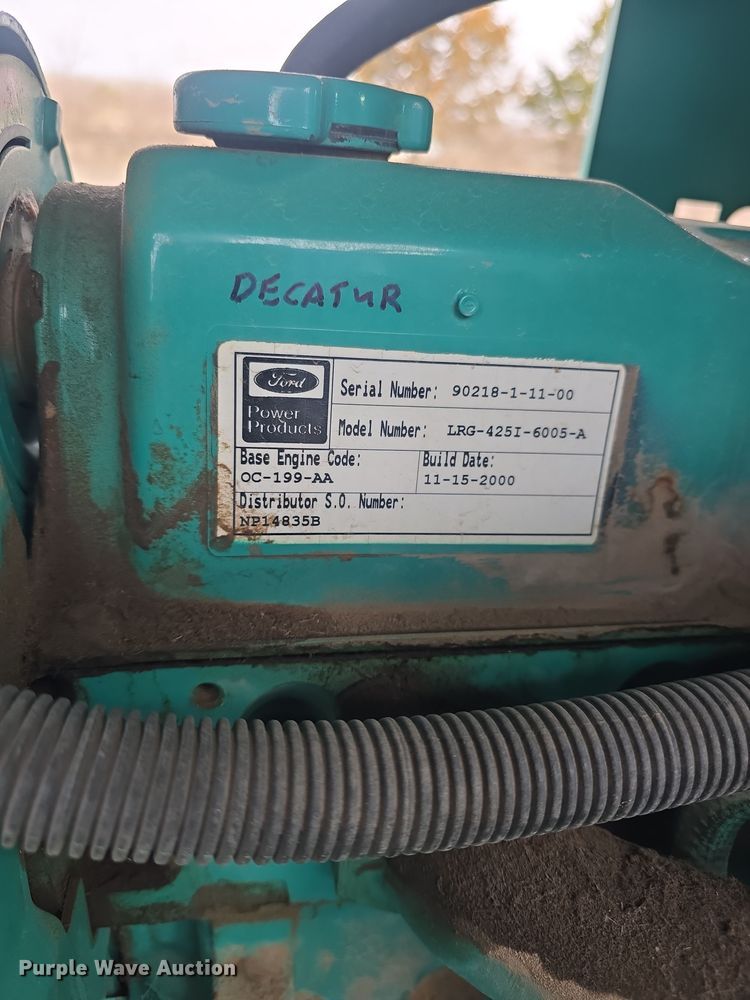 DECATUR
Ford
Power
Products
Serial Number: 90218-1-11-00
Model Number: LRG-425I-6005-A
Base Engine Code:
OC-199-AA
Build Date:
11-15-2000
Distributor S.O. Number:
NP14835B
Purple Wave Auction